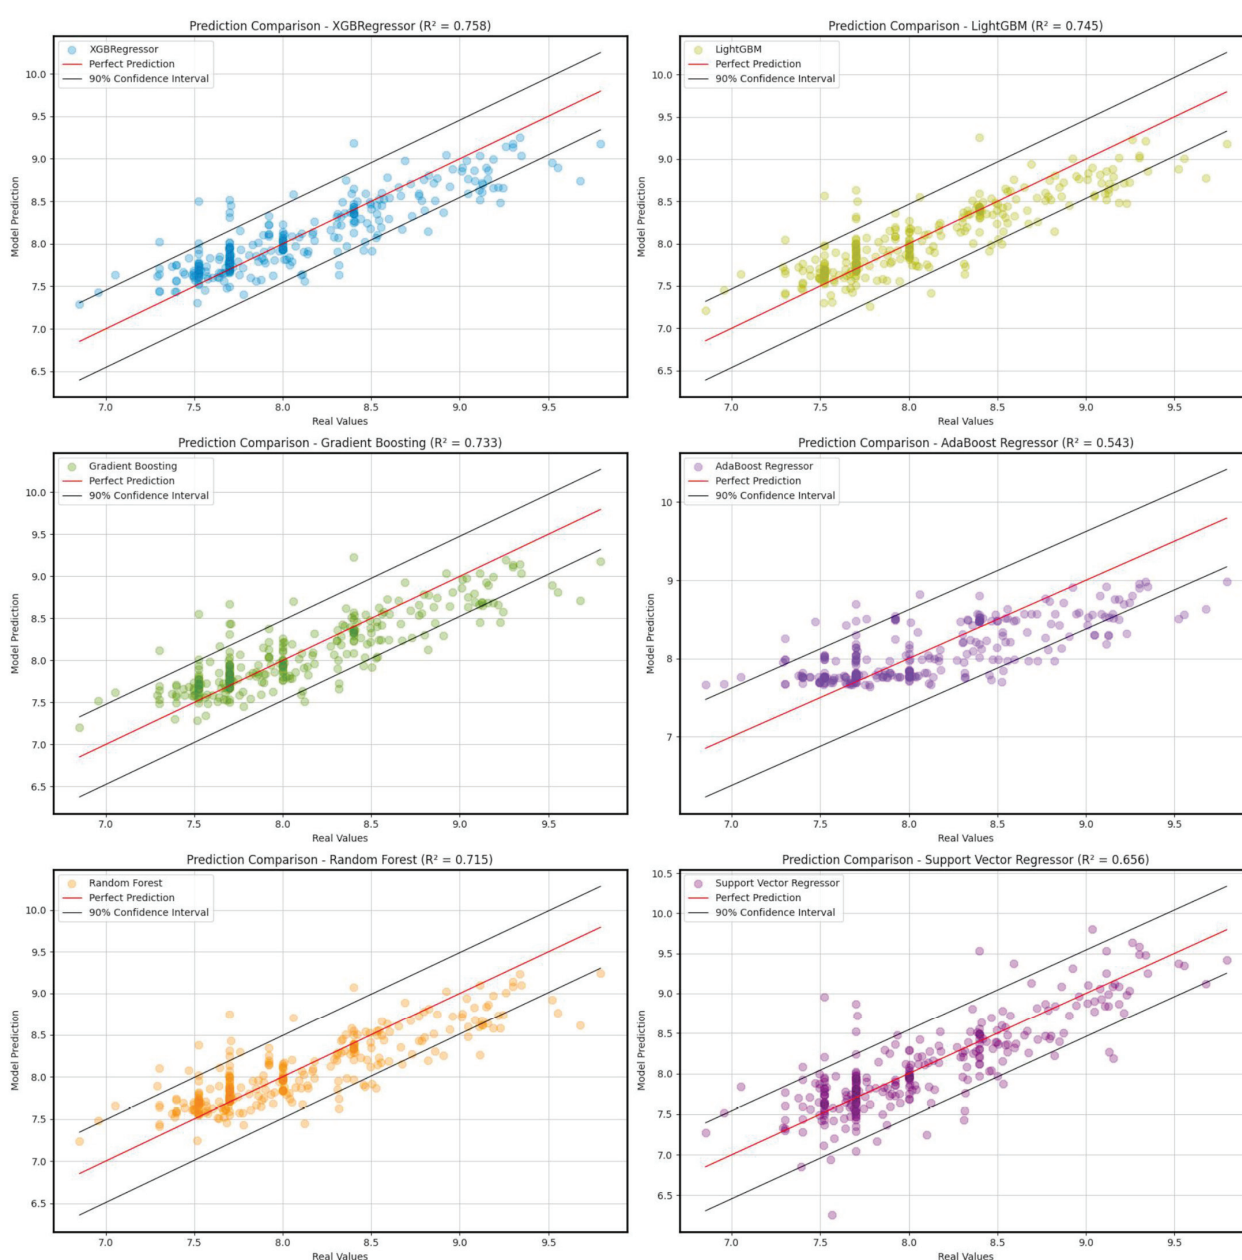 Prediction Comparison - XGBRegressor (R² = 0.758)
XGBRegressor
Perfect Prediction
90% Confidence Interval
10.0
9.5
9.0
8.5
8.0
7.5
7.0
6.5
Model Prediction
7.0 7.5 8.0 8.5 9.0 9.5
Real Values
Prediction Comparison - LightGBM (R² = 0.745)
LightGBM
Perfect Prediction
90% Confidence Interval
10.0
9.5
9.0
8.5
8.0
7.5
7.0
6.5
Model Prediction
7.0 7.5 8.0 8.5 9.0 9.5
Real Values
Prediction Comparison - Gradient Boosting (R² = 0.733)
Gradient Boosting
Perfect Prediction
90% Confidence Interval
10.0
9.5
9.0
8.5
8.0
7.5
7.0
6.5
Model Prediction
7.0 7.5 8.0 8.5 9.0 9.5
Real Values
Prediction Comparison - AdaBoost Regressor (R² = 0.543)
AdaBoost Regressor
Perfect Prediction
90% Confidence Interval
10
9
8
7
Model Prediction
7.0 7.5 8.0 8.5 9.0 9.5
Real Values
Prediction Comparison - Random Forest (R² = 0.715)
Random Forest
Perfect Prediction
90% Confidence Interval
10.0
9.5
9.0
8.5
8.0
7.5
7.0
6.5
Model Prediction
7.0 7.5 8.0 8.5 9.0 9.5
Real Values
Prediction Comparison - Support Vector Regressor (R² = 0.656)
Support Vector Regressor
Perfect Prediction
90% Confidence Interval
10.5
10.0
9.5
9.0
8.5
8.0
7.5
7.0
6.5
Model Prediction
7.0 7.5 8.0 8.5 9.0 9.5
Real Values